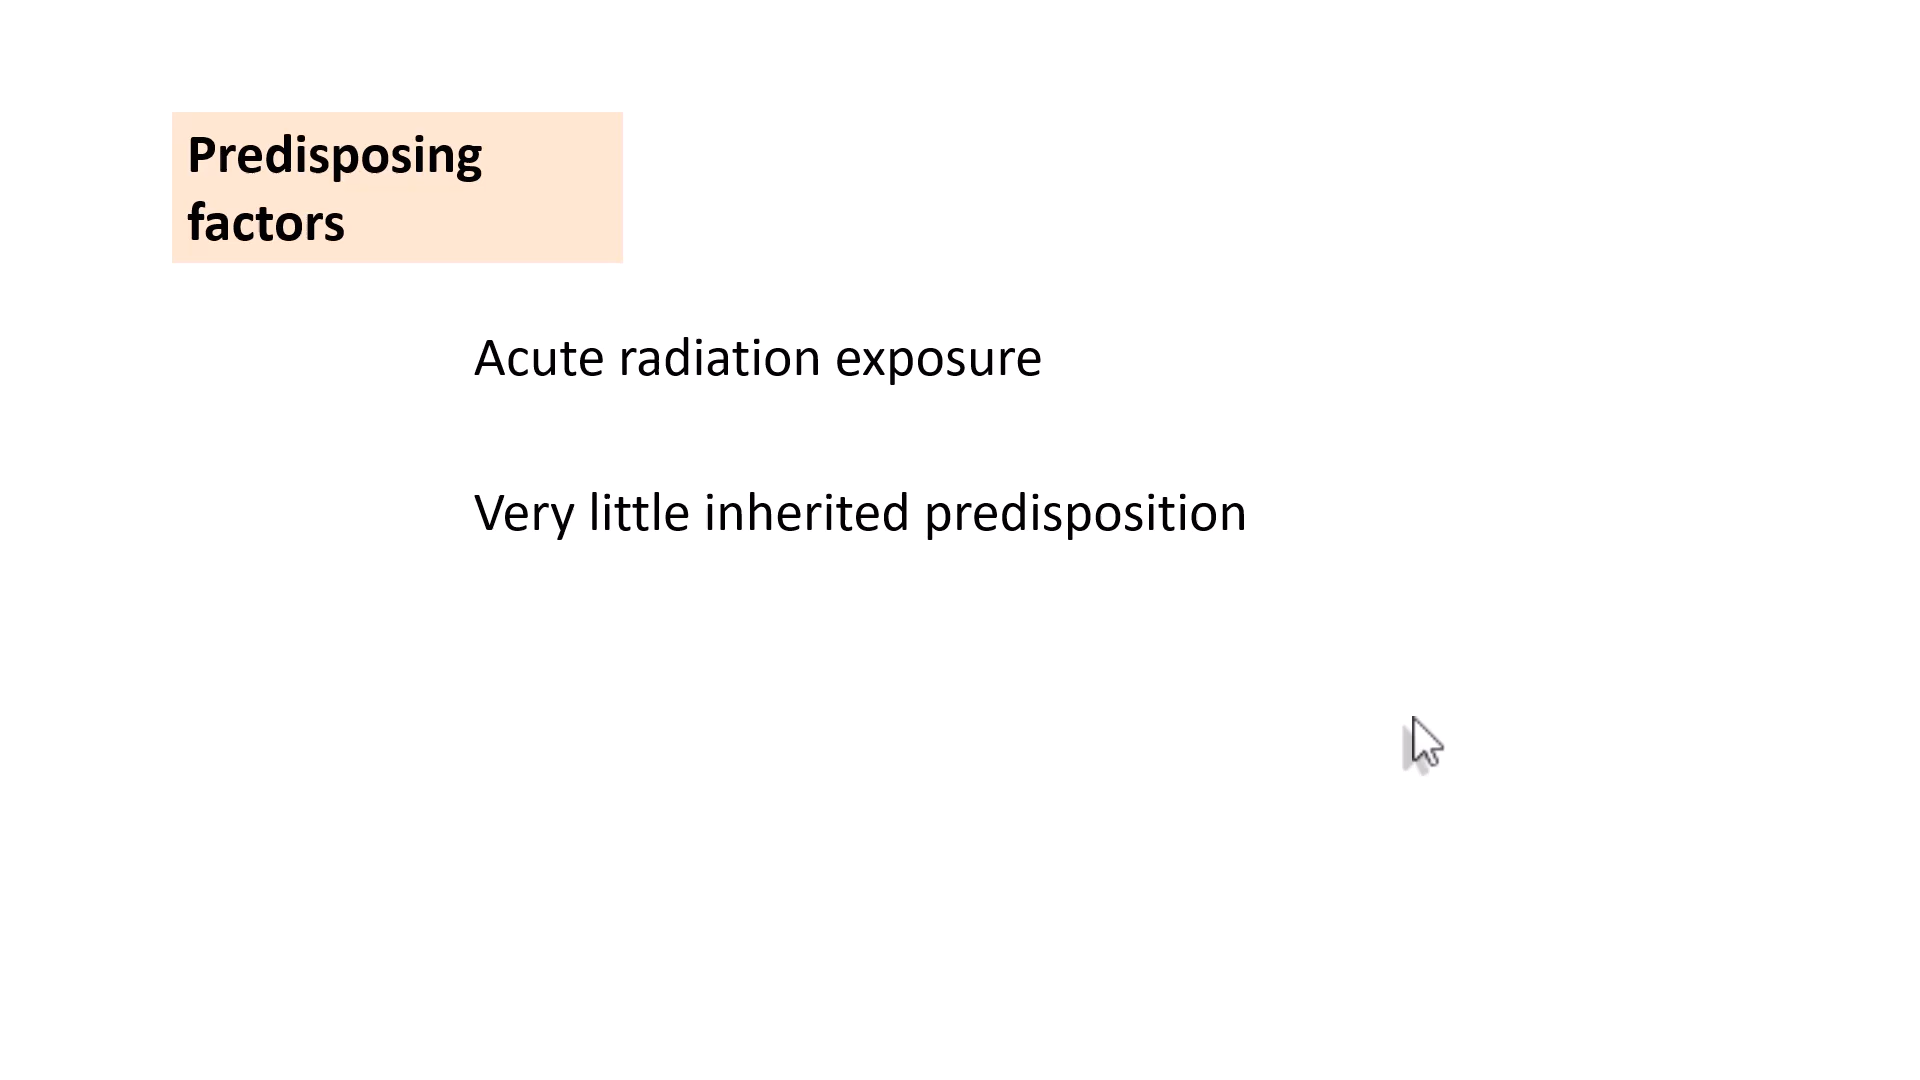 Predisposing
factors
Acute radiation exposure
Very little inherited predisposition